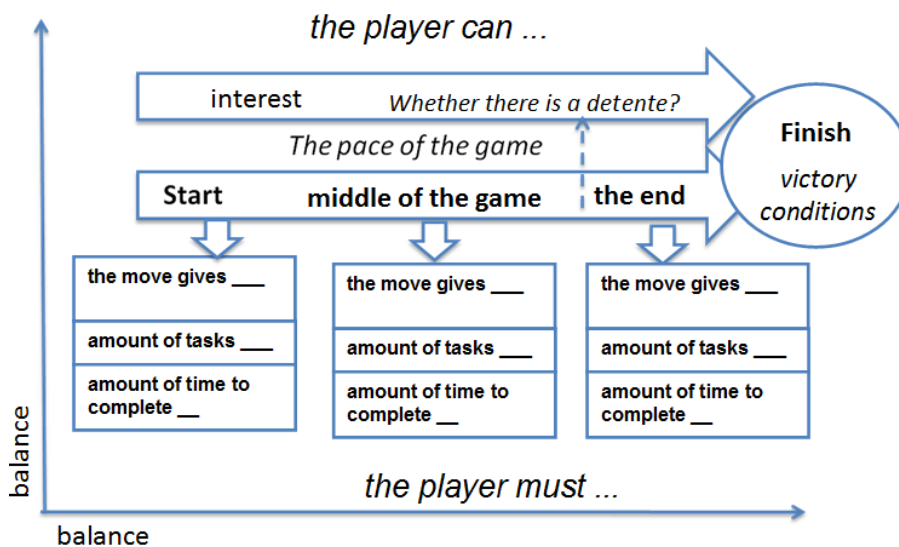 the player can ...
interest
Whether there is a detente?
The pace of the game
Start
middle of the game
the end
Finish
victory
conditions
the move gives ___
amount of tasks ___
amount of time to
complete __
the move gives ___
amount of tasks ___
amount of time to
complete __
the move gives ___
amount of tasks ___
amount of time to
complete __
the player must ...
balance
balance